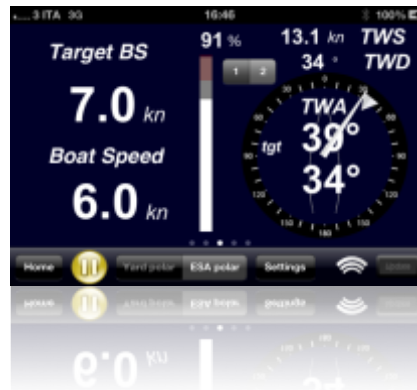 3 ITA 3G 16:46 100%
Target BS
7.0 kn
Boat Speed
6.0 kn
91 %
1 2
13.1 kn TWS
34 ° TWD
TWA
tgt 39°
34°
Home Yard polar ESA polar Settings